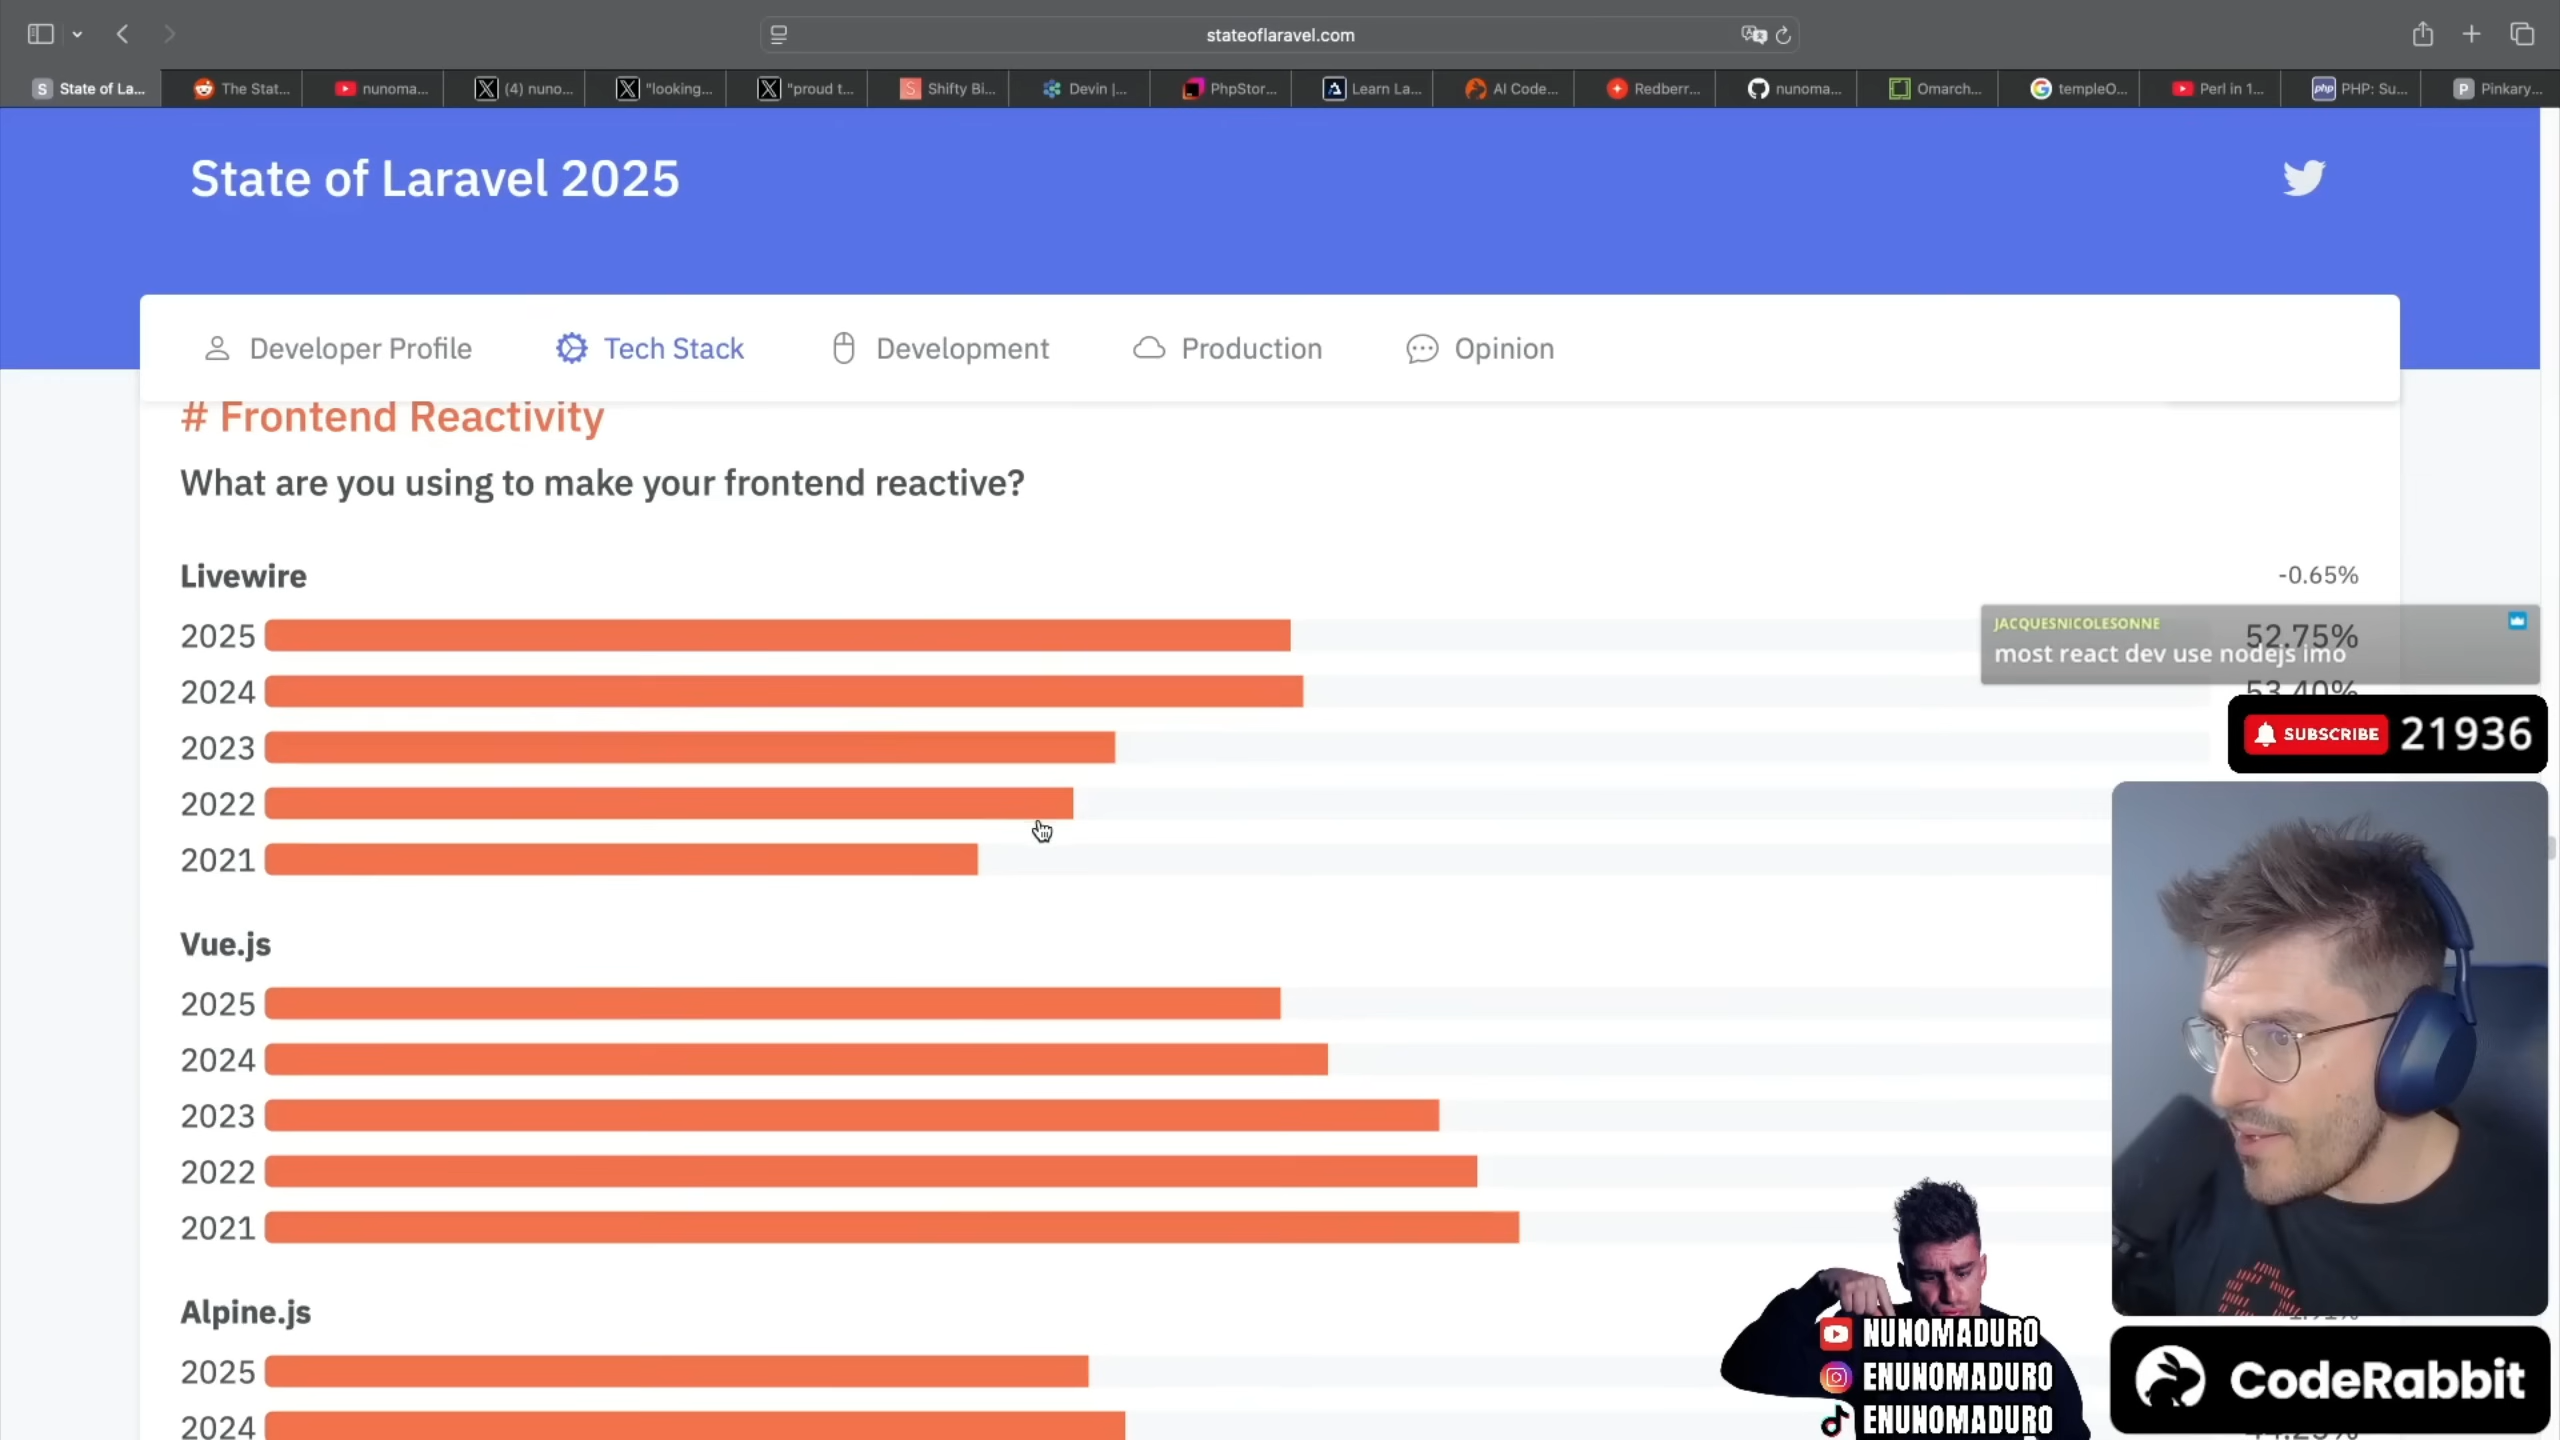 stateoflaravel.com
State of La...
The Stat...
nunoma...
(4) nuno...
"looking...
"proud t...
Shifty Bi...
Devin |...
PhpStor...
Learn La...
AI Code...
Redberr...
nunoma...
Omarch...
templeO...
Perl in 1...
PHP: Su...
Pinkary...
State of Laravel 2025
Developer Profile
Tech Stack
Development
Production
Opinion
# Frontend Reactivity
What are you using to make your frontend reactive?
Livewire
-0.65%
2025
52.75%
JACQUESNICOLESONNE
most react dev use nodejs imo
2024
53.40%
SUBSCRIBE 21936
2023
2022
2021
Vue.js
2025
2024
2023
2022
2021
Alpine.js
2025
2024
NUNOMADURO
ENUNOMADURO
ENUNOMADURO
CodeRabbit